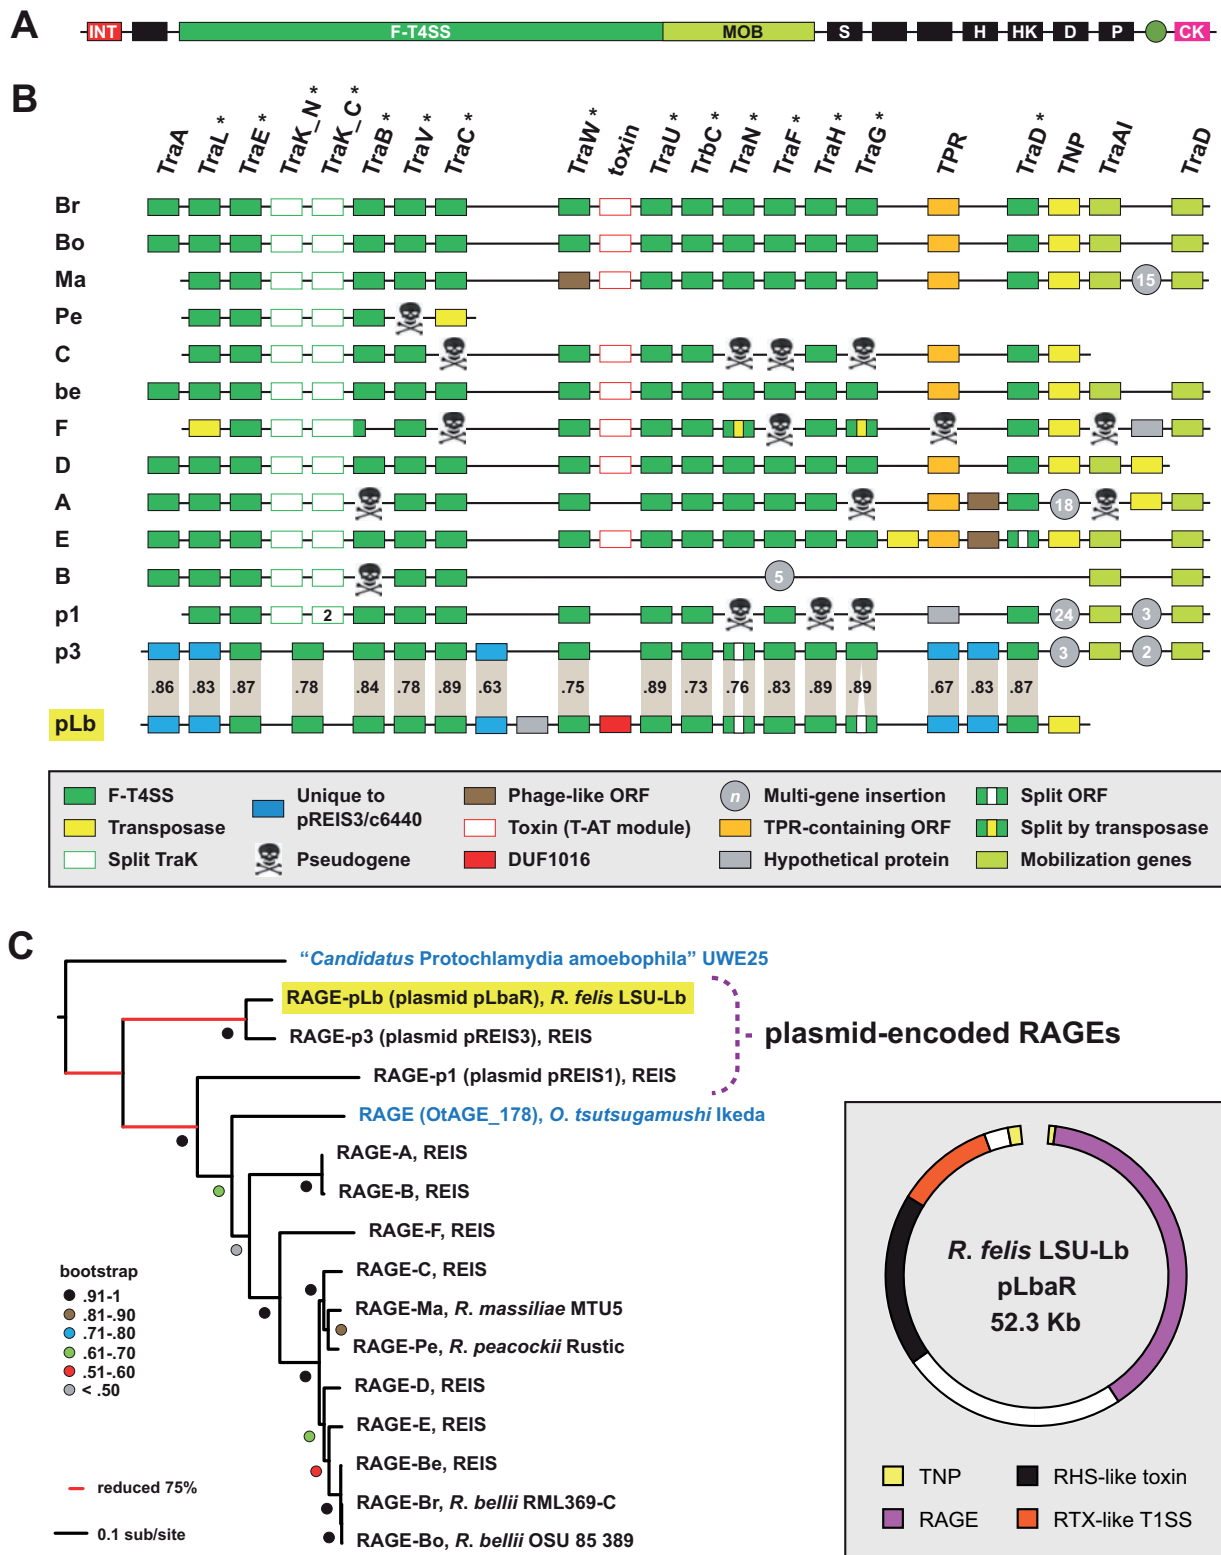 A
INT F-T4SS MOB S H HK D P CK
B
TraA TraL * TraE * TraK_N * TraK_C * TraB * TraV * TraC * TraW * toxin TraU * TrbC * TraN * TraF * TraH * TraG * TPR TraD * TNP TraAI TraD
Br
Bo
Ma 15
Pe
C
be
F
D
A 18
E
B 5
p1 2 24 3
p3 3 2
.86 .83 .87 .78 .84 .78 .89 .63 .75 .89 .73 .76 .83 .89 .89 .67 .83 .87
pLb
F-T4SS
Transposase
Split TraK
Unique to
pREIS3/c6440
Pseudogene
Phage-like ORF
Toxin (T-AT module)
DUF1016
n Multi-gene insertion
TPR-containing ORF
Hypothetical protein
Split ORF
Split by transposase
Mobilization genes
C
“Candidatus Protochlamydia amoebophila” UWE25
RAGE-pLb (plasmid pLbaR), R. felis LSU-Lb
RAGE-p3 (plasmid pREIS3), REIS
RAGE-p1 (plasmid pREIS1), REIS
plasmid-encoded RAGEs
RAGE (OtAGE_178), O. tsutsugamushi Ikeda
RAGE-A, REIS
RAGE-B, REIS
RAGE-F, REIS
RAGE-C, REIS
RAGE-Ma, R. massiliae MTU5
RAGE-Pe, R. peacockii Rustic
RAGE-D, REIS
RAGE-E, REIS
RAGE-Be, REIS
RAGE-Br, R. bellii RML369-C
RAGE-Bo, R. bellii OSU 85 389
bootstrap
.91-1
.81-.90
.71-.80
.61-.70
.51-.60
< .50
reduced 75%
0.1 sub/site
R. felis LSU-Lb
pLbaR
52.3 Kb
TNP
RAGE
RHS-like toxin
RTX-like T1SS